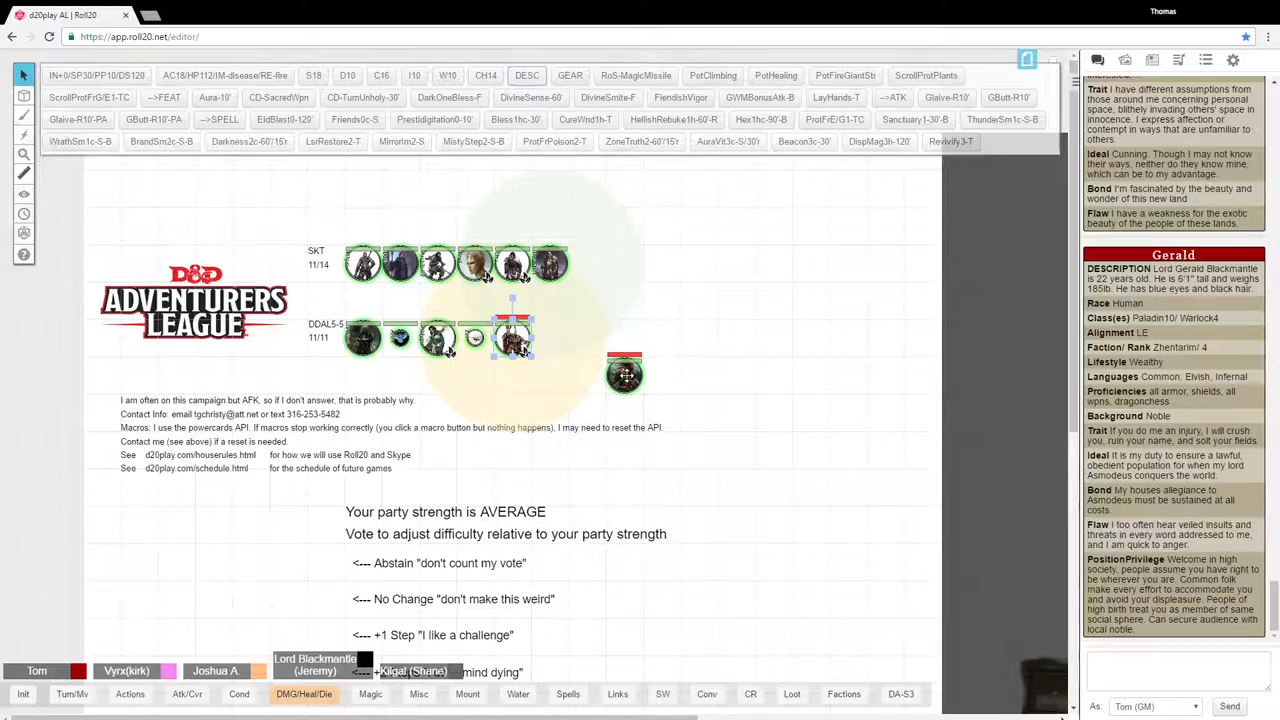 d20play AL | Roll20
Thomas
https://app.roll20.net/editor/
IN+0/SP30/PP10/DS120 AC18/HP112/IM-disease/RE-fire S18 D10 C16 I10 W10 CH14 DESC GEAR RoS-MagicMissile PotClimbing PotHealing PotFireGiantStr ScrollProtPlants
ScrollProtFrG/E1-TC -->FEAT Aura-10' CD-SacredWpn CD-TurnUnholy-30' DarkOneBless-F DivineSense-60' DivineSmite-F FiendishVigor GWMBonusAtk-B LayHands-T -->ATK Glaive-R10' GButt-R10'
Glaive-R10'-PA GButt-R10'-PA -->SPELL EldBlast0-120' Friends0c-S Prestidigitation0-10' Bless1hc-30' CureWnd1h-T HellishRebuke1h-60'-R Hex1hc-90'-B ProtFrE/G1-TC Sanctuary1-30'-B ThunderSm1c-S-B
WrathSm1c-S-B BrandSm2c-S-B Darkness2c-60'/15'r LsrRestore2-T MirrorIm2-S MistyStep2-S-B ProtFrPoison2-T ZoneTruth2-60'/15'r AuraVit3c-S/30'r Beacon3c-30' DispMag3h-120' Revivify3-T
SKT
11/14
D&D
ADVENTURERS
LEAGUE
DDAL5-5
11/11
I am often on this campaign but AFK, so if I don't answer, that is probably why.
Contact Info: email tgchristy@att.net or text 316-253-5482
Macros: I use the powercards API. If macros stop working correctly (you click a macro button but nothing happens), I may need to reset the API.
Contact me (see above) if a reset is needed.
See d20play.com/houserules.html for how we will use Roll20 and Skype
See d20play.com/schedule.html for the schedule of future games
Your party strength is AVERAGE
Vote to adjust difficulty relative to your party strength
<--- Abstain "don't count my vote"
<--- No Change "don't make this weird"
<--- +1 Step "I like a challenge"
mind dying"
Tom Vyrx(kirk) Joshua A. Lord Blackmantle (Jeremy) Kilgat (Shane)
Init Turn/Mv Actions Atk/Cvr Cond DMG/Heal/Die Magic Misc Mount Water Spells Links SW Conv CR Loot Factions DA-S3
Trait I have different assumptions from
those around me concerning personal
space, blithely invading others' space in
innocence. I express affection or
contempt in ways that are unfamiliar to
others.
Ideal Cunning. Though I may not know
their ways, neither do they know mine,
which can be to my advantage.
Bond I'm fascinated by the beauty and
wonder of this new land
Flaw I have a weakness for the exotic
beauty of the people of these lands.
Gerald
DESCRIPTION Lord Gerald Blackmantle
is 22 years old. He is 6'1" tall and weighs
185lb. He has blue eyes and black hair.
Race Human
Class(es) Paladin10/ Warlock4
Alignment LE
Faction/ Rank Zhentarim/ 4
Lifestyle Wealthy
Languages Common, Elvish, Infernal
Proficiencies all armor, shields, all
wpns, dragonchess
Background Noble
Trait If you do me an injury, I will crush
you, ruin your name, and solt your fields.
Ideal It is my duty to ensure a lawful,
obedient population for when my lord
Asmodeus conquers the world.
Bond My houses allegiance to
Asmodeus must be sustained at all
costs.
Flaw I too often hear veiled insults and
threats in every word addressed to me,
and I am quick to anger.
PositionPrivilege Welcome in high
society, people assume you have right to
be wherever you are. Common folk
make every effort to accommodate you
and avoid your displeasure. People of
high birth treat you as member of same
social sphere. Can secure audience with
local noble.
As: Tom (GM) Send